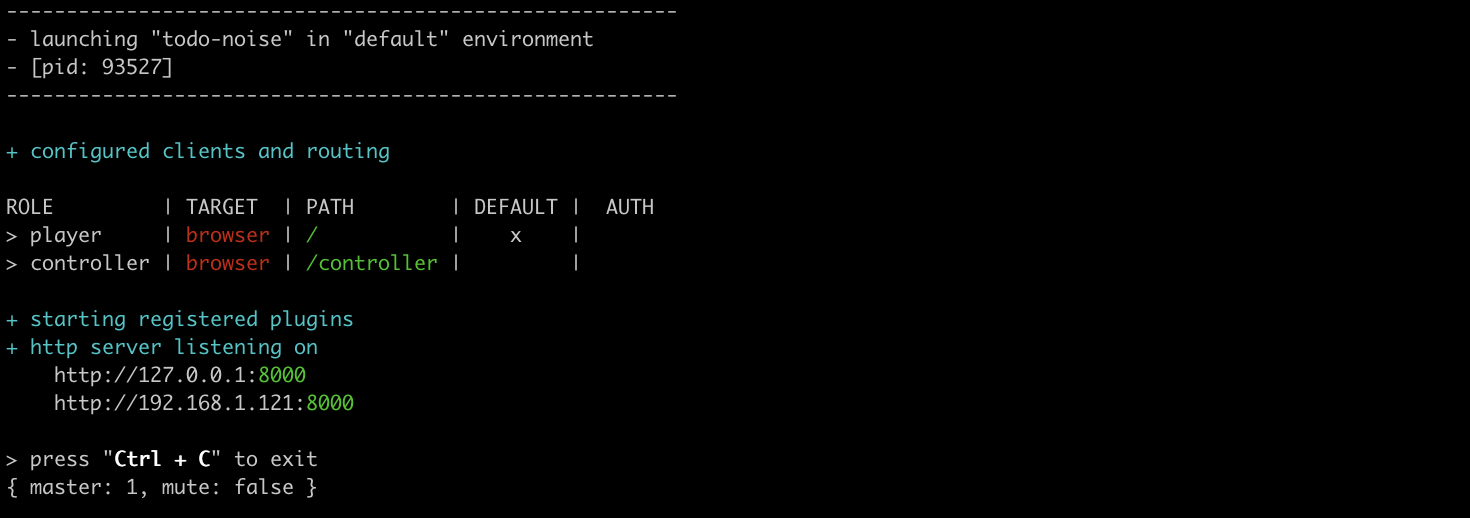 --------------------------------------------------------
- launching "todo-noise" in "default" environment
- [pid: 93527]
--------------------------------------------------------
+ configured clients and routing
ROLE         | TARGET  | PATH        | DEFAULT |  AUTH
> player     | browser | /           |    x    |
> controller | browser | /controller |         |
+ starting registered plugins
+ http server listening on
    http://127.0.0.1:8000
    http://192.168.1.121:8000
> press "Ctrl + C" to exit
{ master: 1, mute: false }